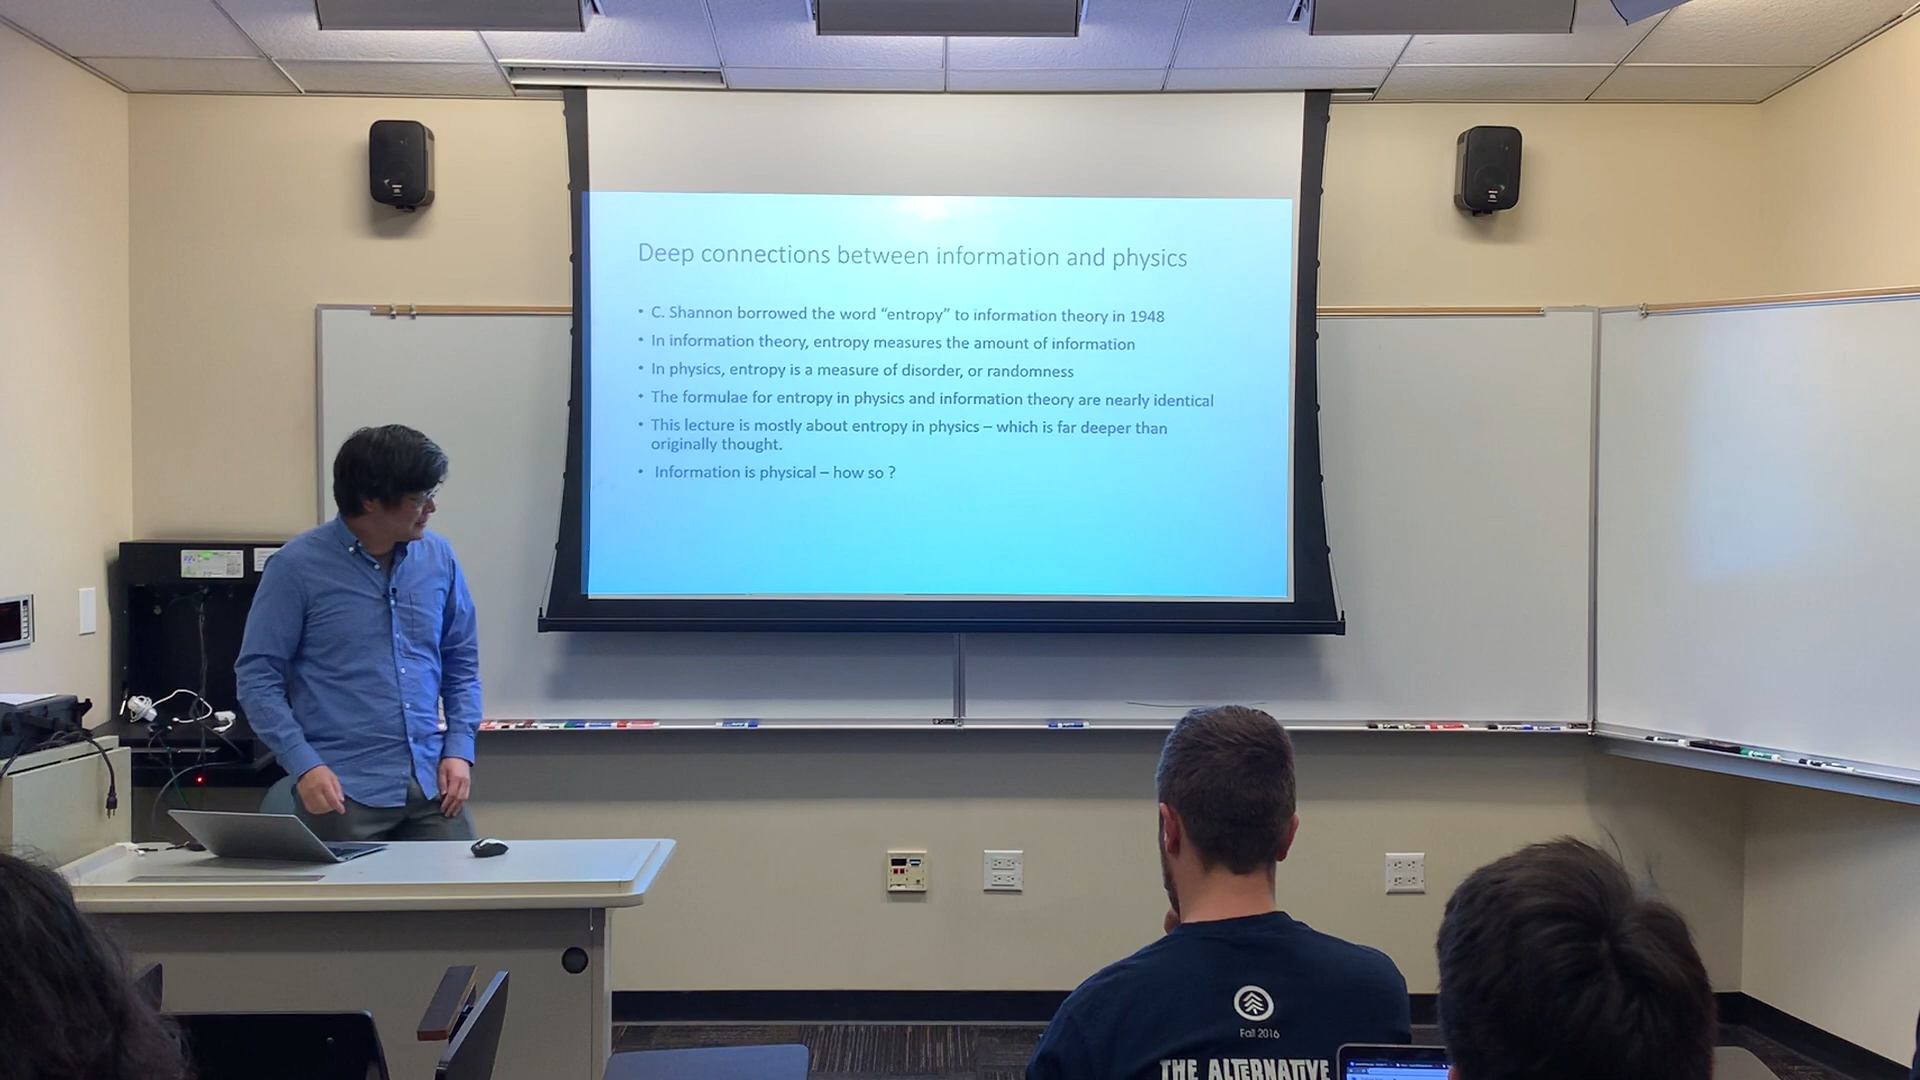 Deep connections between information and physics
• C. Shannon borrowed the word “entropy” to information theory in 1948
• In information theory, entropy measures the amount of information
• In physics, entropy is a measure of disorder, or randomness
• The formulae for entropy in physics and information theory are nearly identical
• This lecture is mostly about entropy in physics – which is far deeper than
originally thought.
• Information is physical – how so ?
Fall 2016
THE ALTERNATIVE